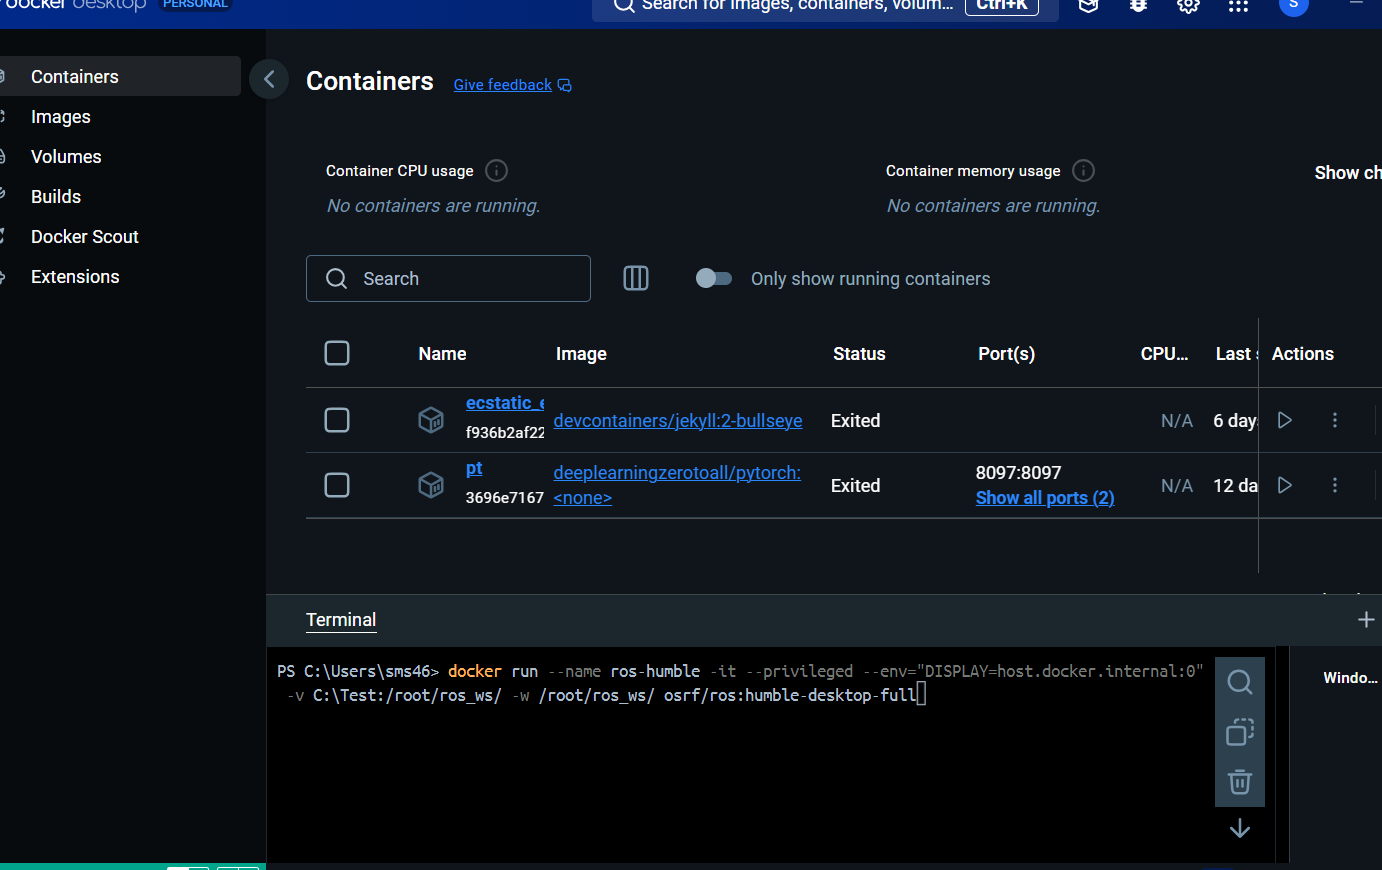 docker desktop PERSONAL
Search for images, containers, volum... Ctrl+K
S
Containers
Images
Volumes
Builds
Docker Scout
Extensions
Containers Give feedback
Container CPU usage
No containers are running.
Container memory usage
No containers are running.
Show ch
Search
Only show running containers
Name Image Status Port(s) CPU... Last Actions
ecstatic_e
f936b2af22
devcontainers/jekyll:2-bullseye Exited N/A 6 day
pt
3696e7167
deeplearningzerotoall/pytorch:
<none>
Exited
8097:8097
Show all ports (2)
N/A 12 da
Terminal
PS C:\Users\sms46> docker run --name ros-humble -it --privileged --env="DISPLAY=host.docker.internal:0"
-v C:\Test:/root/ros_ws/ -w /root/ros_ws/ osrf/ros:humble-desktop-full
Windo...